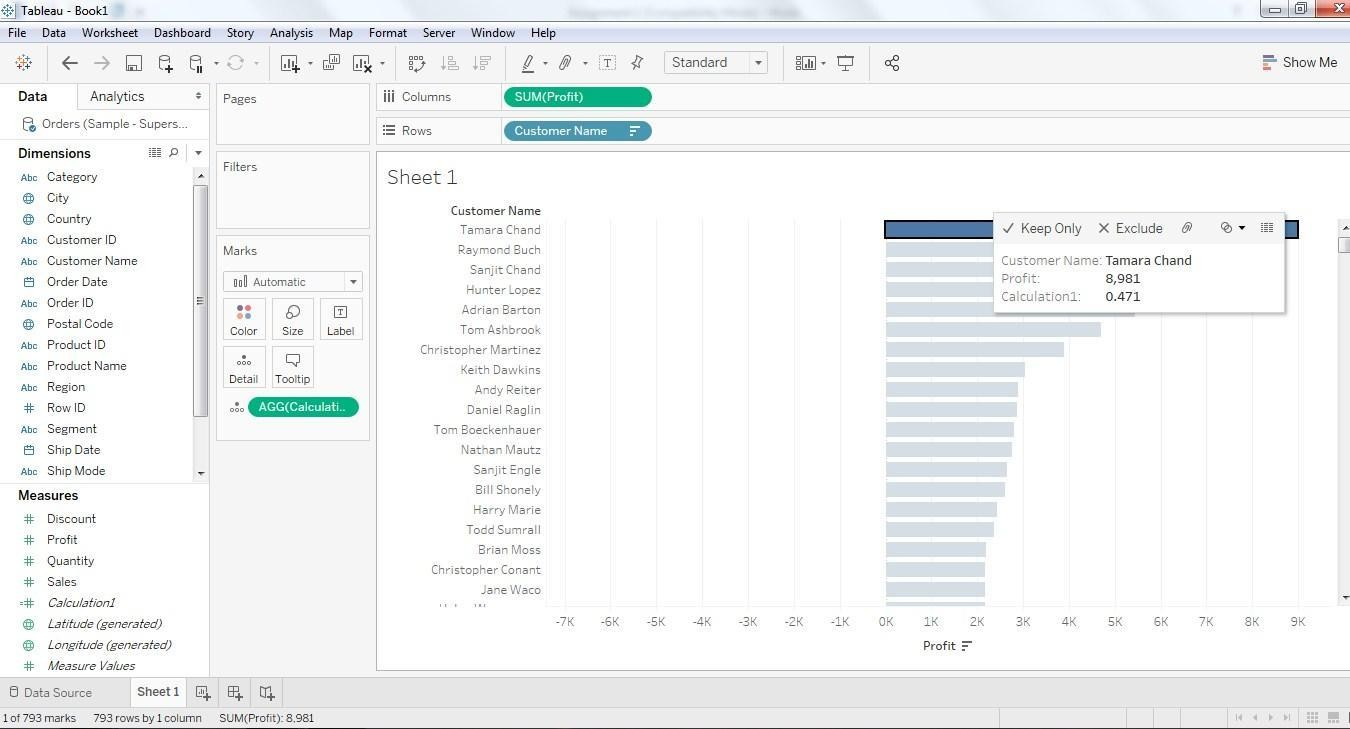 Tableau - Book1
File Data Worksheet Dashboard Story Analysis Map Format Server Window Help
Standard
Show Me
Data Analytics
Orders (Sample - Supers...
Dimensions
Abc Category
City
Country
Abc Customer ID
Abc Customer Name
Order Date
Abc Order ID
Postal Code
Abc Product ID
Abc Product Name
Abc Region
# Row ID
Abc Segment
Ship Date
Abc Ship Mode
Measures
# Discount
# Profit
# Quantity
# Sales
=# Calculation1
Latitude (generated)
Longitude (generated)
# Measure Values
Pages
Filters
Marks
Automatic
Color Size Label
Detail Tooltip
AGG(Calculati..
Columns SUM(Profit)
Rows Customer Name
Sheet 1
Customer Name
Tamara Chand
Raymond Buch
Sanjit Chand
Hunter Lopez
Adrian Barton
Tom Ashbrook
Christopher Martinez
Keith Dawkins
Andy Reiter
Daniel Raglin
Tom Boeckenhauer
Nathan Mautz
Sanjit Engle
Bill Shonely
Harry Marie
Todd Sumrall
Brian Moss
Christopher Conant
Jane Waco
Keep Only Exclude
Customer Name: Tamara Chand
Profit: 8,981
Calculation1: 0.471
-7K -6K -5K -4K -3K -2K -1K 0K 1K 2K 3K 4K 5K 6K 7K 8K 9K
Profit
Data Source Sheet 1
1 of 793 marks 793 rows by 1 column SUM(Profit): 8,981